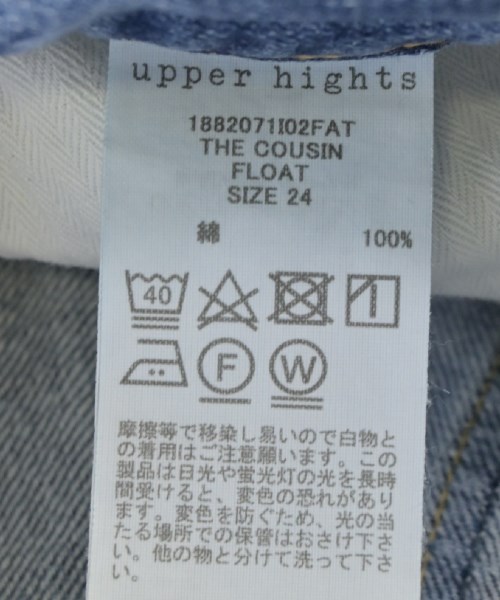 upper hights
1882071I02FAT
THE COUSIN
FLOAT
SIZE 24
綿 100%
40
F W
摩擦等で移染し易いので白物と
の着用はご注意願います。この
製品は日光や蛍光灯の光を長時
間受けると、変色の恐れがあり
ます。変色を防ぐため、光の当
たる場所での保管はおさけ下さ
い。他の物と分けて洗って下さ
い。